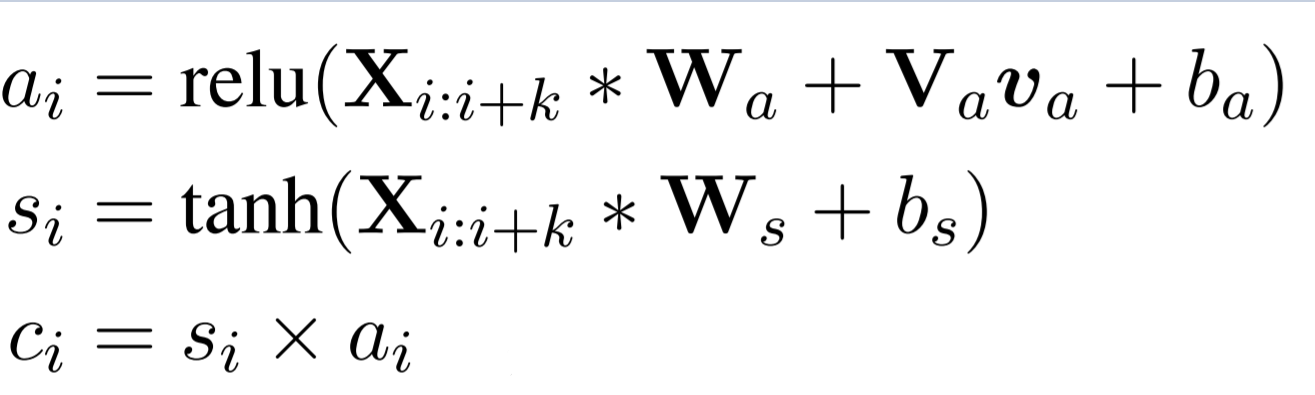 a_i = relu(X_{i:i+k} * W_a + V_a v_a + b_a)
s_i = tanh(X_{i:i+k} * W_s + b_s)
c_i = s_i × a_i